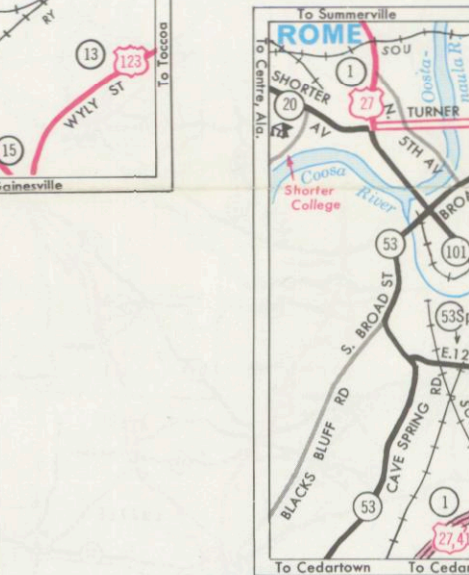 RY
13
123
To Toccoa
WYLY ST
15
Gainesville
To Summerville
ROME
SOU
To Centre, Ala.
1
Oosta-
naula R
SHORTER
AV
20
27
N.
TURNER
5TH AV
Coosa
River
Shorter
College
BROA
53
101
S. BROAD ST
53Sp
E.12
BLACKS BLUFF RD
CAVE SPRING RD
S
53
1
27,4
To Cedartown
To Cedar